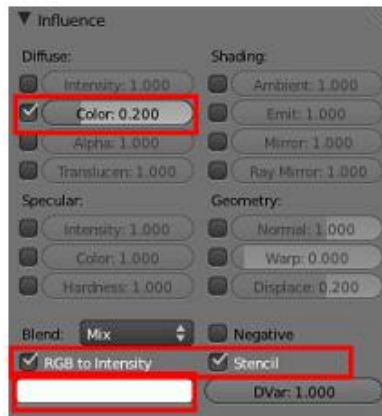 Influence
Diffuse: Shading:
Intensity: 1.000 Ambient: 1.000
Color: 0.200 Emit: 1.000
Alpha: 1.000 Mirror: 1.000
Translucen: 1.000 Ray Mirror: 1.000
Specular: Geometry:
Intensity: 1.000 Normal: 1.000
Color: 1.000 Warp: 0.000
Hardness: 1.000 Displace: 0.200
Blend: Mix Negative
RGB to Intensity Stencil
DVar: 1.000